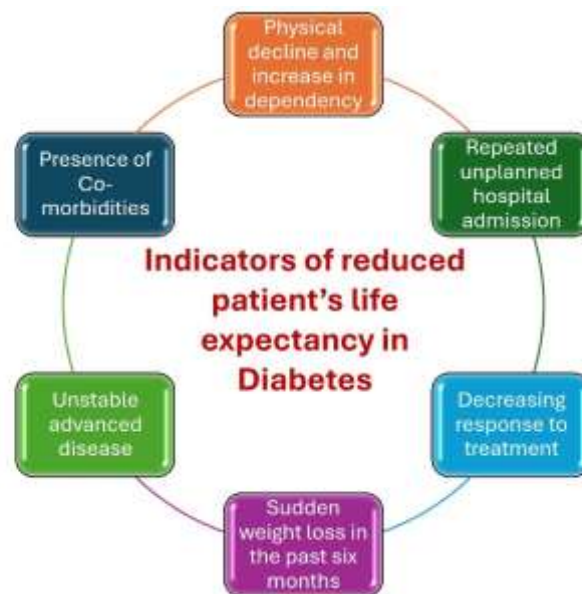 Physical
decline and
increase in
dependency
Repeated
unplanned
hospital
admission
Decreasing
response to
treatment
Sudden
weight loss in
the past six
months
Unstable
advanced
disease
Presence of
Co-
morbidities
Indicators of reduced
patient's life
expectancy in
Diabetes